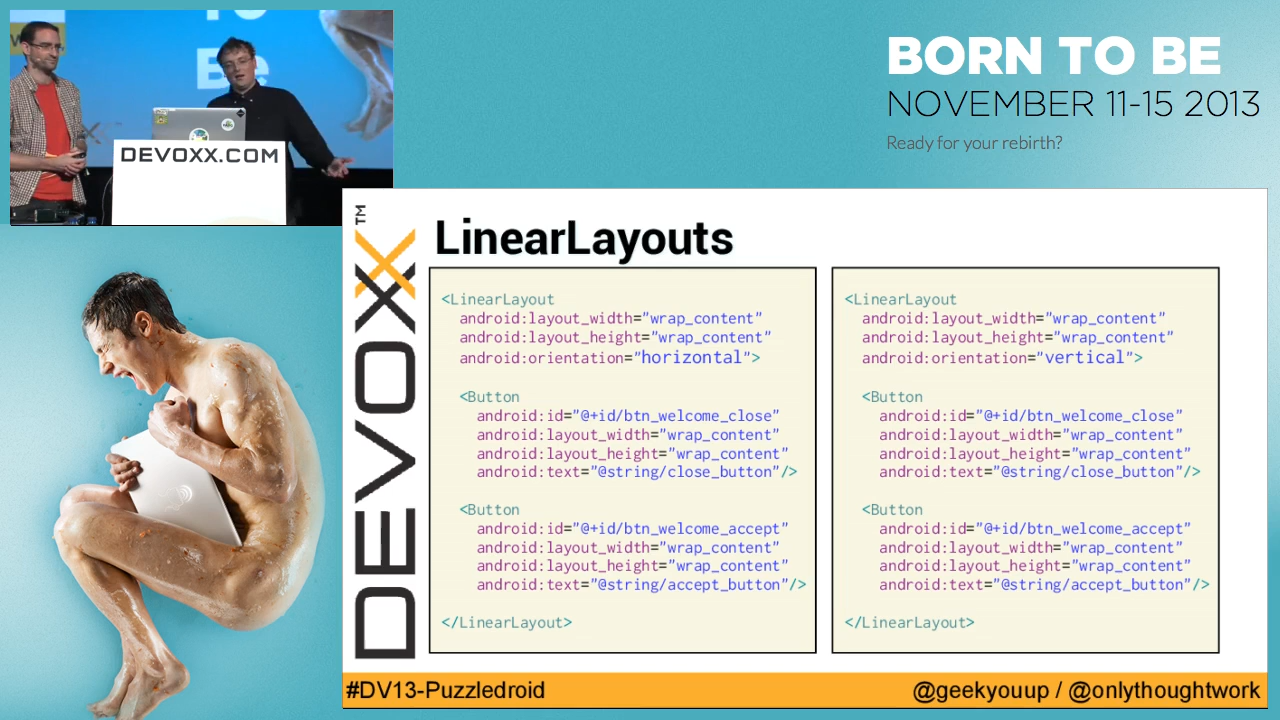 To
Be
DEVOXX.COM
BORN TO BE
NOVEMBER 11-15 2013
Ready for your rebirth?
DEVOXX™
LinearLayouts
<LinearLayout
android:layout_width="wrap_content"
android:layout_height="wrap_content"
android:orientation="horizontal">
<Button
android:id="@+id/btn_welcome_close"
android:layout_width="wrap_content"
android:layout_height="wrap_content"
android:text="@string/close_button"/>
<Button
android:id="@+id/btn_welcome_accept"
android:layout_width="wrap_content"
android:layout_height="wrap_content"
android:text="@string/accept_button"/>
</LinearLayout>
<LinearLayout
android:layout_width="wrap_content"
android:layout_height="wrap_content"
android:orientation="vertical">
<Button
android:id="@+id/btn_welcome_close"
android:layout_width="wrap_content"
android:layout_height="wrap_content"
android:text="@string/close_button"/>
<Button
android:id="@+id/btn_welcome_accept"
android:layout_width="wrap_content"
android:layout_height="wrap_content"
android:text="@string/accept_button"/>
</LinearLayout>
#DV13-Puzzledroid
@geekyouup / @onlythoughtwork